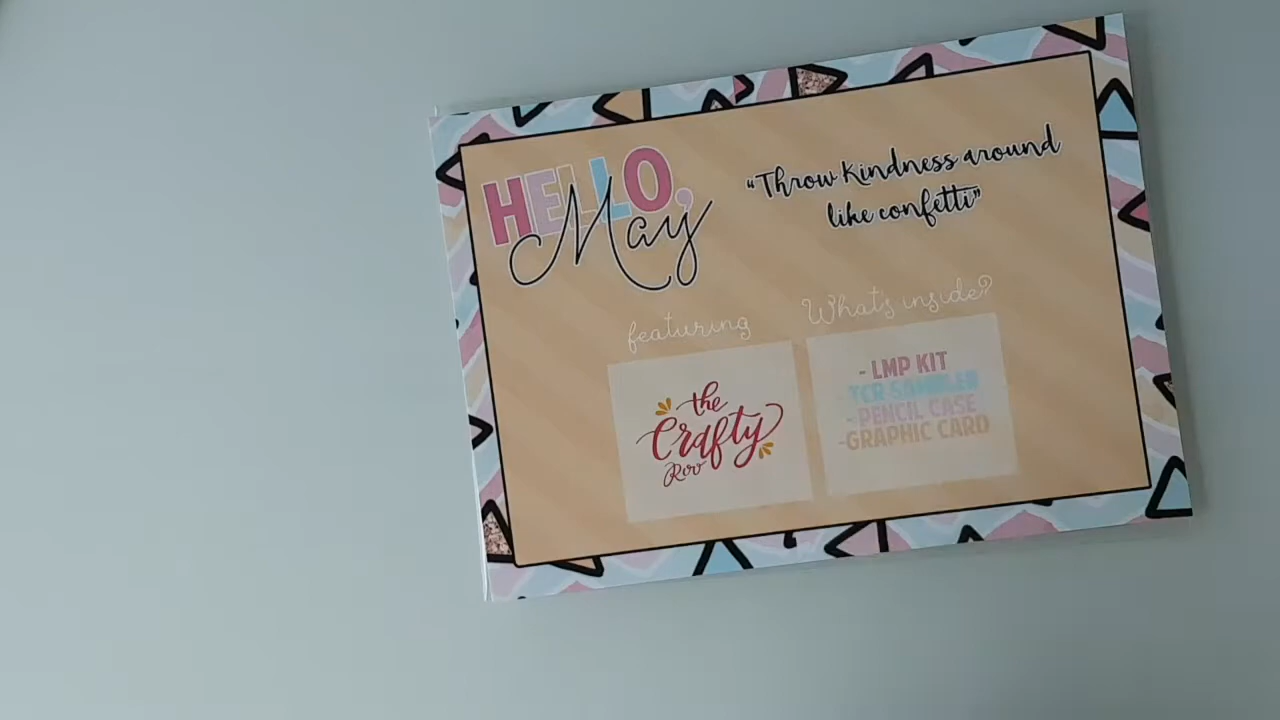 HELLO,
May
"Throw kindness around
like confetti"
featuring
the
Crafty
Roo
What's inside?
- LMP KIT
- TCR SAMPLER
- PENCIL CASE
-GRAPHIC CARD